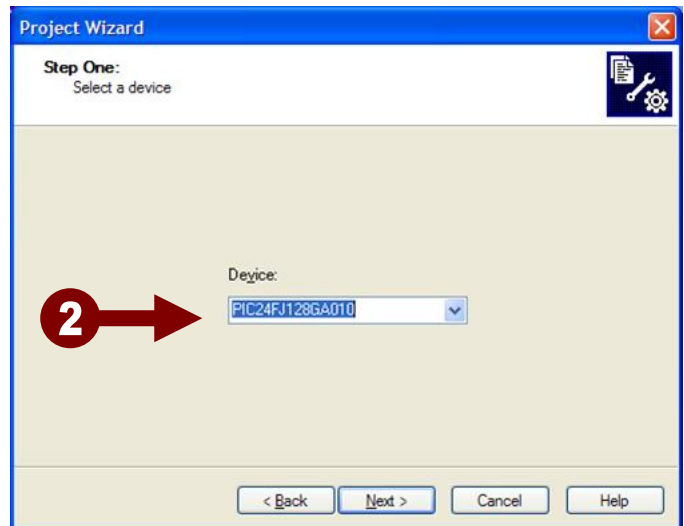 Project Wizard
Step One:
Select a device
Device:
2
PIC24FJ128GA010
< Back
Next >
Cancel
Help